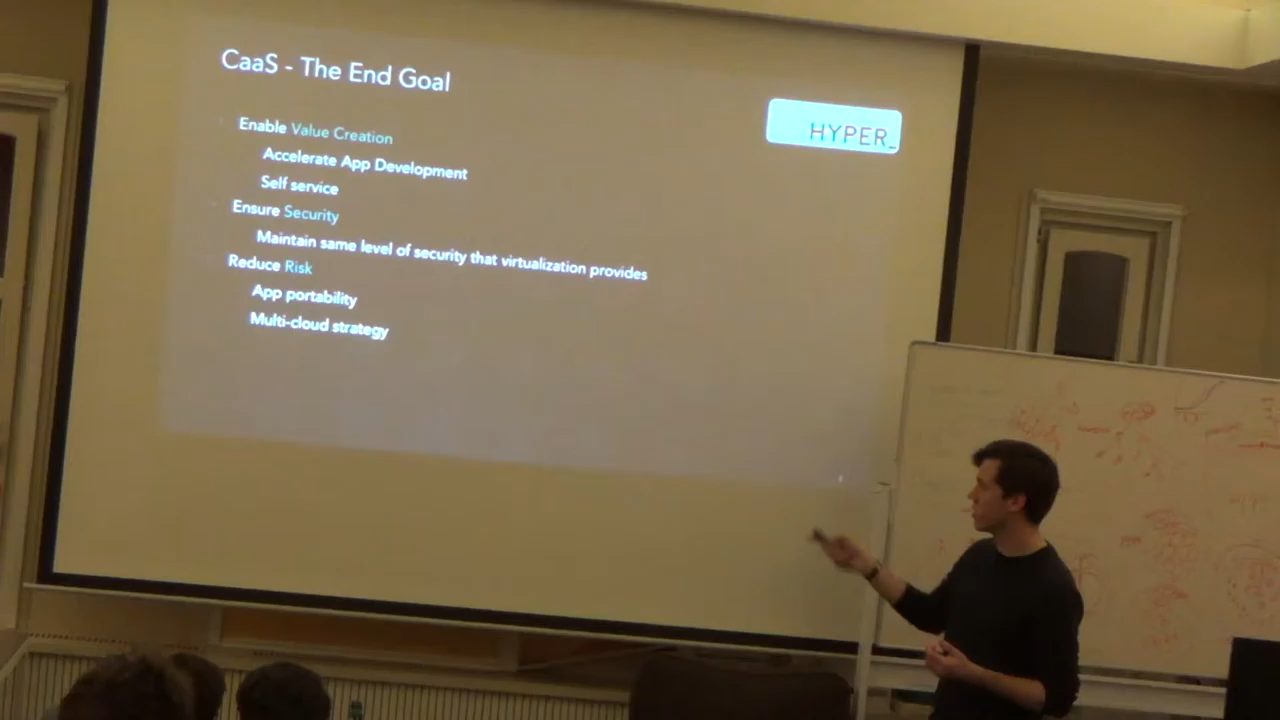 CaaS - The End Goal
HYPER_
Enable Value Creation
Accelerate App Development
Self service
Ensure Security
Maintain same level of security that virtualization provides
Reduce Risk
App portability
Multi-cloud strategy